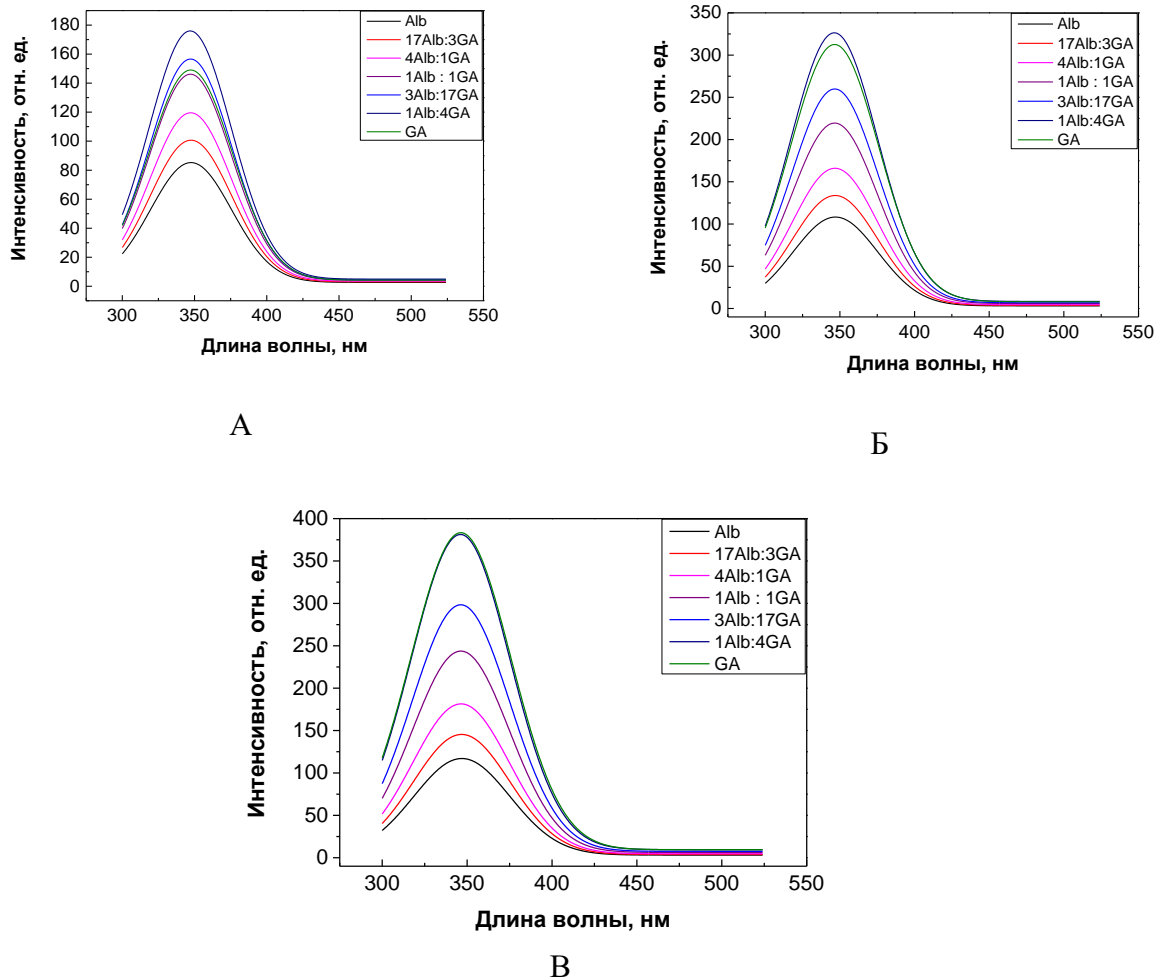 Интенсивность, отн. ед.
180
160
140
120
100
80
60
40
20
0
300
350
400
450
500
550
Длина волны, нм
Alb
17Alb:3GA
4Alb:1GA
1Alb : 1GA
3Alb:17GA
1Alb:4GA
GA
А
Интенсивность, отн. ед.
350
300
250
200
150
100
50
0
300
350
400
450
500
550
Длина волны, нм
Alb
17Alb:3GA
4Alb:1GA
1Alb : 1GA
3Alb:17GA
1Alb:4GA
GA
Б
Интенсивность, отн. ед.
400
350
300
250
200
150
100
50
0
300
350
400
450
500
550
Длина волны, нм
Alb
17Alb:3GA
4Alb:1GA
1Alb : 1GA
3Alb:17GA
1Alb:4GA
GA
В